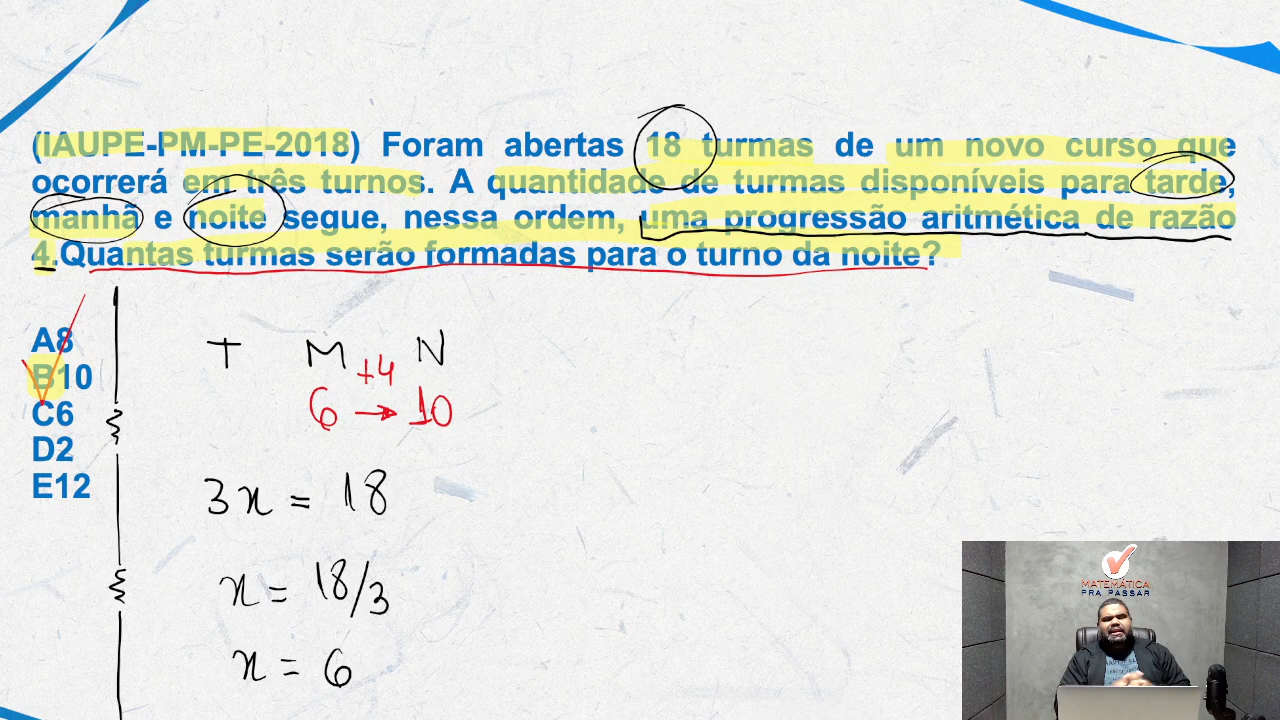 (IAUPE-PM-PE-2018) Foram abertas 18 turmas de um novo curso que
ocorrerá em três turnos. A quantidade de turmas disponíveis para tarde,
manhã e noite segue, nessa ordem, uma progressão aritmética de razão
4.Quantas turmas serão formadas para o turno da noite?
A8
B10
C6
D2
E12
T M N
+4
6 → 10
3x = 18
x = 18/3
x = 6
MATEMÁTICA
PRA PASSAR